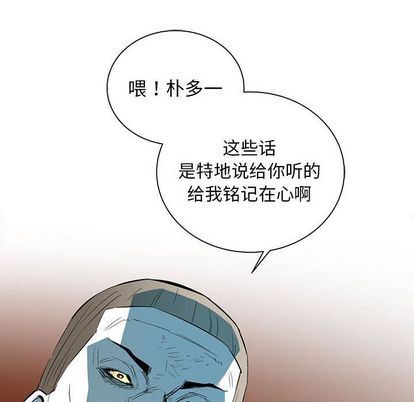 喂！朴多一
这些话
是特地说给你听的
给我铭记在心啊